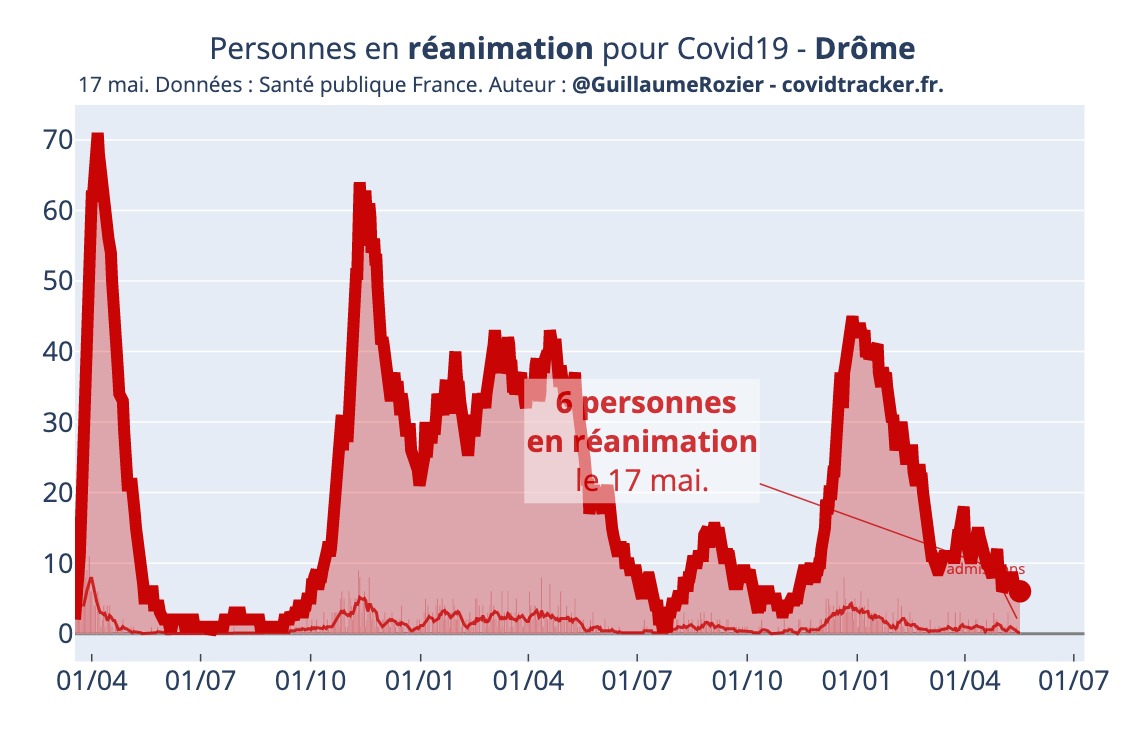 Personnes en réanimation pour Covid19 - Drôme
17 mai. Données : Santé publique France. Auteur : @GuillaumeRozier - covidtracker.fr.
70
60
50
40
30
20
10
0
6 personnes
en réanimation
le 17 mai.
admissions
01/04 01/07 01/10 01/01 01/04 01/07 01/10 01/01 01/04 01/07